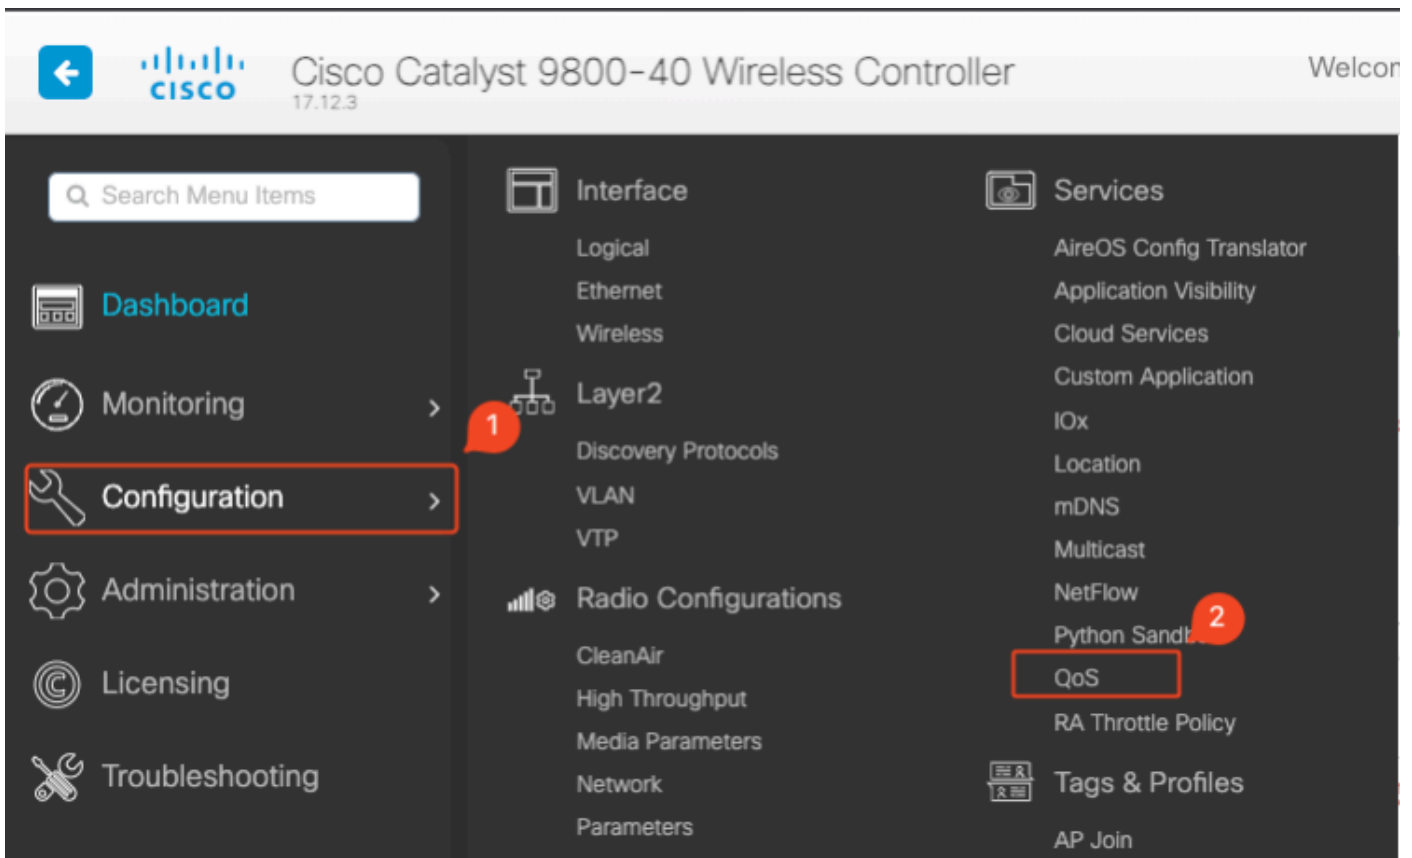 CISCO
Cisco Catalyst 9800-40 Wireless Controller
17.12.3
Search Menu Items
Dashboard
Monitoring
Configuration
Administration
Licensing
Troubleshooting
1
Interface
Logical
Ethernet
Wireless
Layer2
Discovery Protocols
VLAN
VTP
Radio Configurations
CleanAir
High Throughput
Media Parameters
Network
Parameters
Services
AireOS Config Translator
Application Visibility
Cloud Services
Custom Application
IOx
Location
mDNS
Multicast
NetFlow
2
Python
QoS
RA Throttle Policy
Tags & Profiles
AP Join